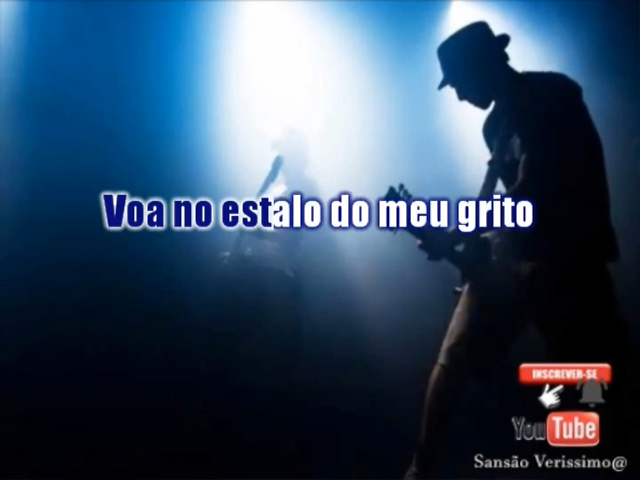 Voa no estalo do meu grito
INSCREVER-SE
YouTube
Sansão Verissimo@